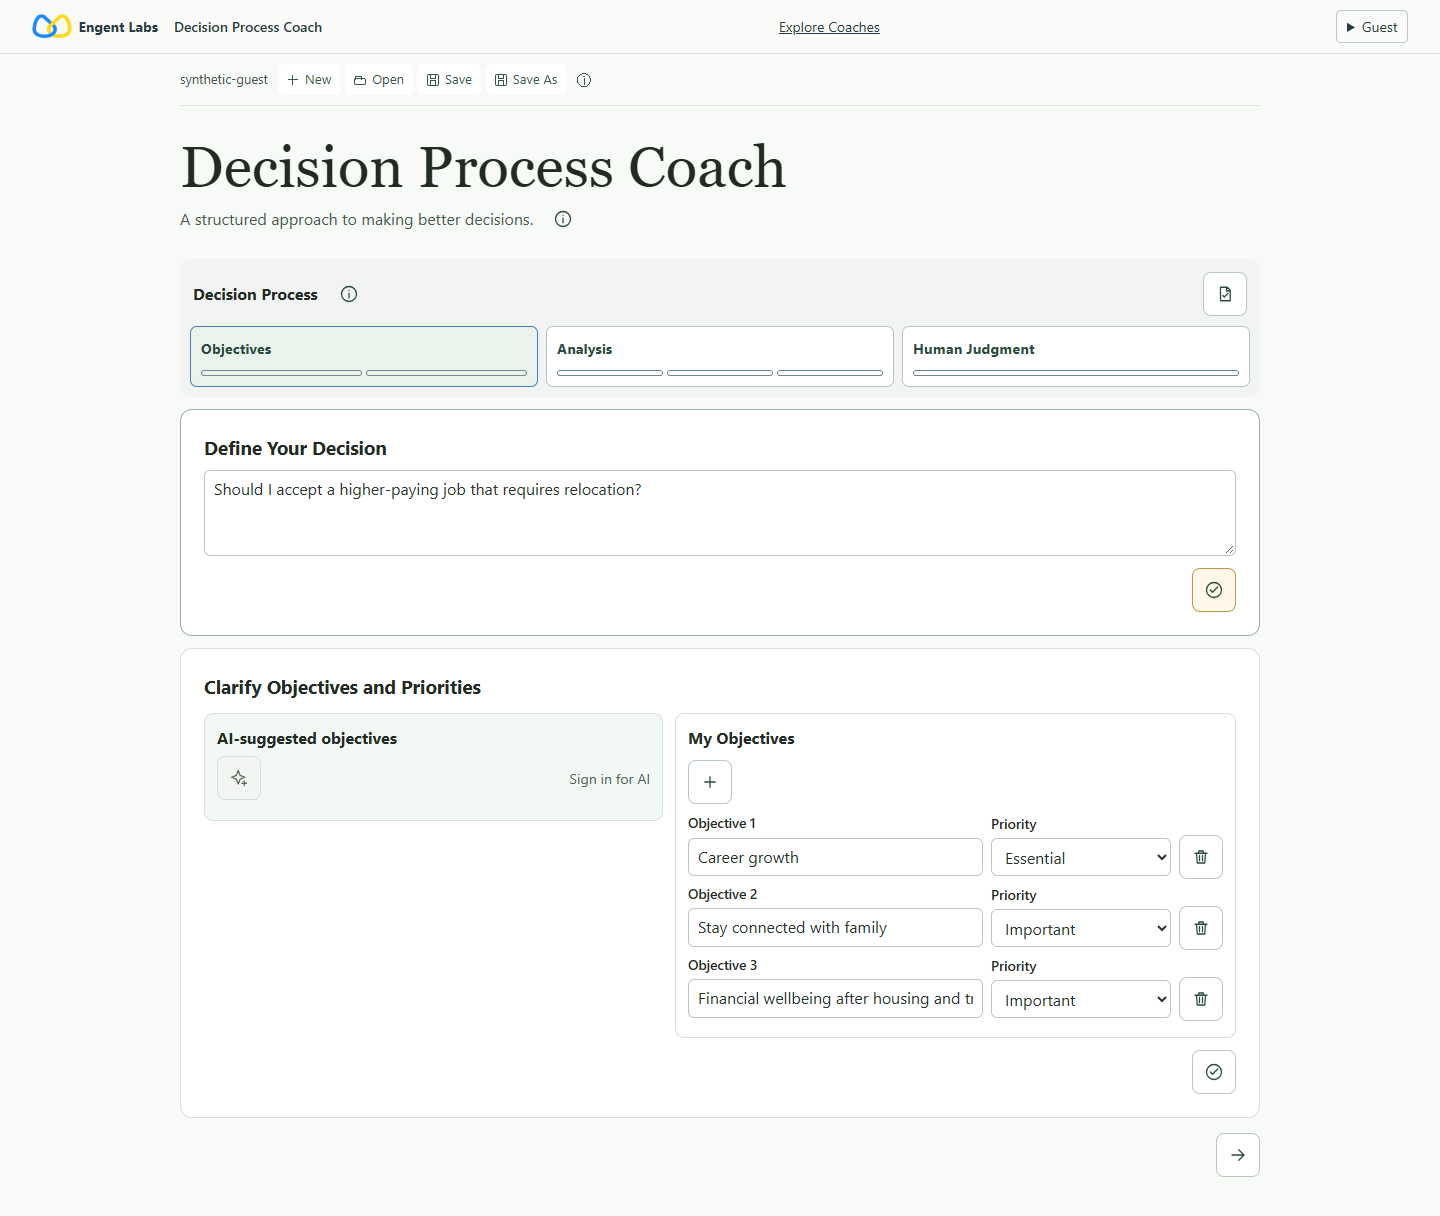 Engent Labs Decision Process Coach Explore Coaches Guest
synthetic-guest New Open Save Save As
Decision Process Coach
A structured approach to making better decisions.
Decision Process
Objectives Analysis Human Judgment
Define Your Decision
Should I accept a higher-paying job that requires relocation?
Clarify Objectives and Priorities
AI-suggested objectives
Sign in for AI
My Objectives
Objective 1 Priority
Career growth Essential
Objective 2 Priority
Stay connected with family Important
Objective 3 Priority
Financial wellbeing after housing and Important